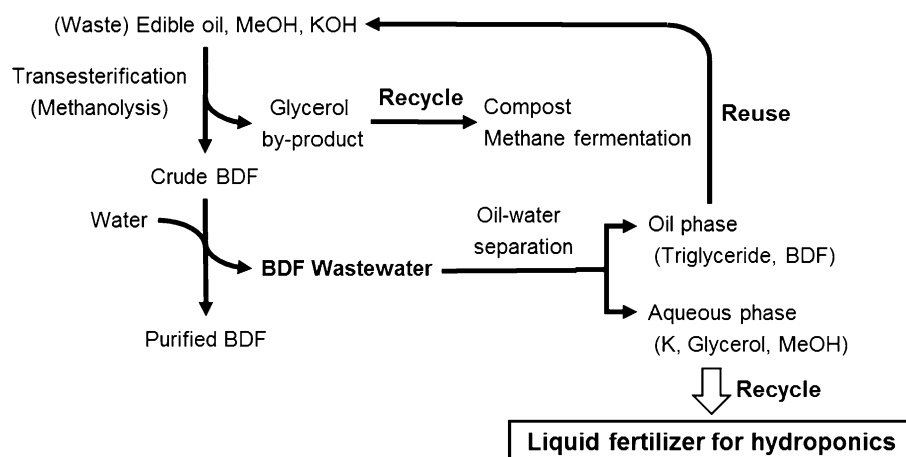 (Waste) Edible oil, MeOH, KOH
Transesterification
(Methanolysis)
Glycerol
by-product
Recycle
Compost
Methane fermentation
Reuse
Crude BDF
Water
BDF Wastewater
Oil-water
separation
Oil phase
(Triglyceride, BDF)
Aqueous phase
(K, Glycerol, MeOH)
Purified BDF
Recycle
Liquid fertilizer for hydroponics